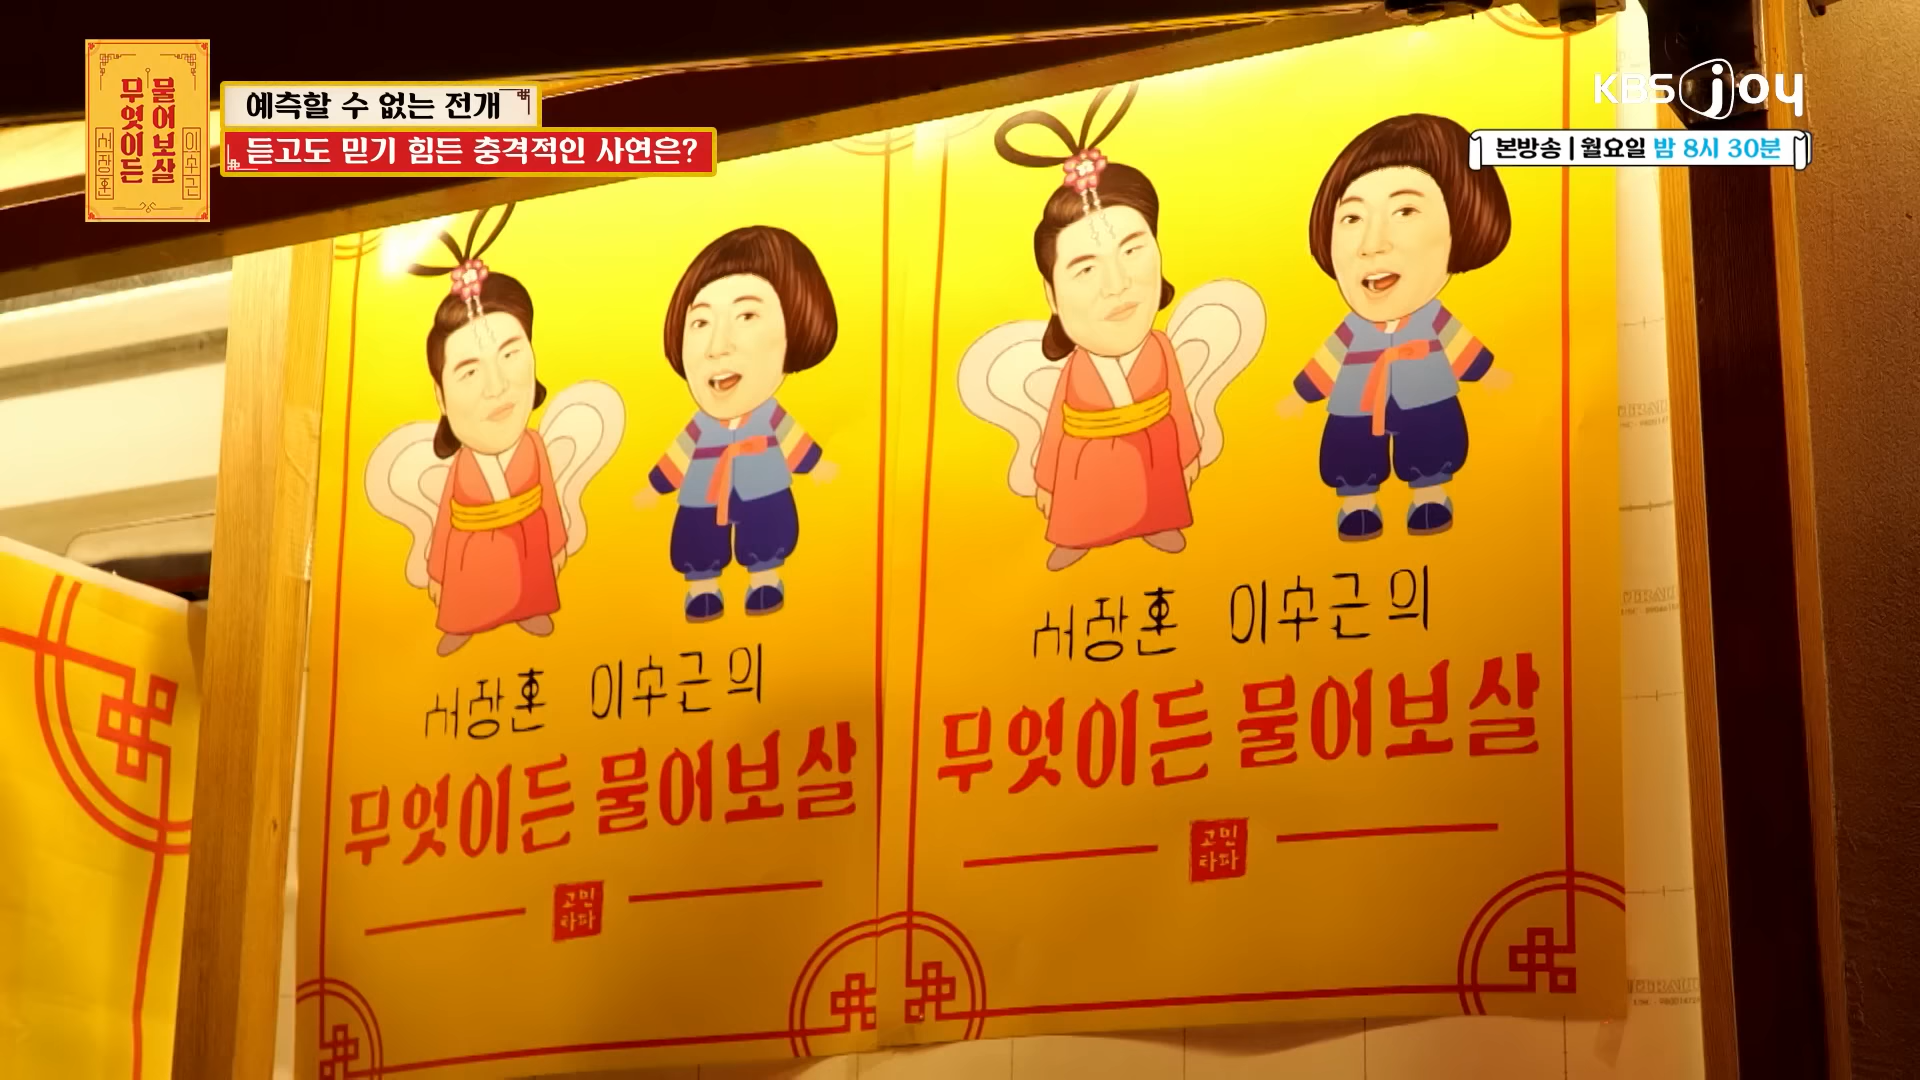 무엇이든
물어보살
서장훈
이수근
예측할 수 없는 전개
듣고도 믿기 힘든 충격적인 사연은?
KBS joy
본방송 | 월요일 밤 8시 30분
서장훈 이수근의
무엇이든 물어보살
고민
타파
서장훈 이수근의
무엇이든 물어보살
고민
타파